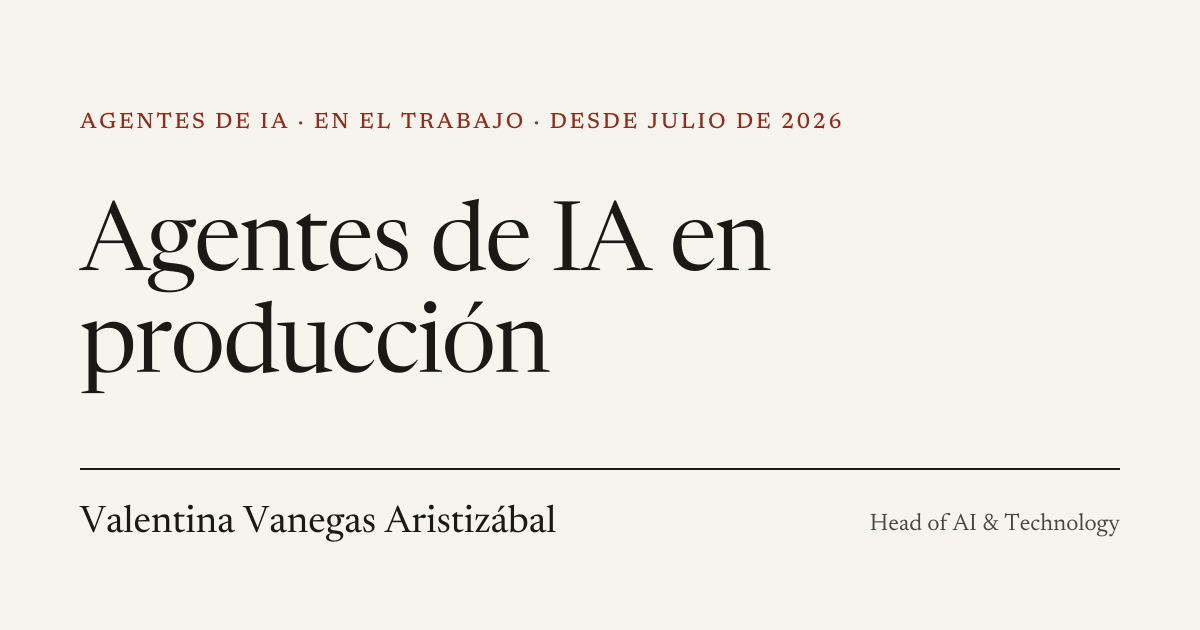 AGENTES DE IA · EN EL TRABAJO · DESDE JULIO DE 2026
Agentes de IA en
producción
Valentina Vanegas Aristizábal
Head of AI & Technology